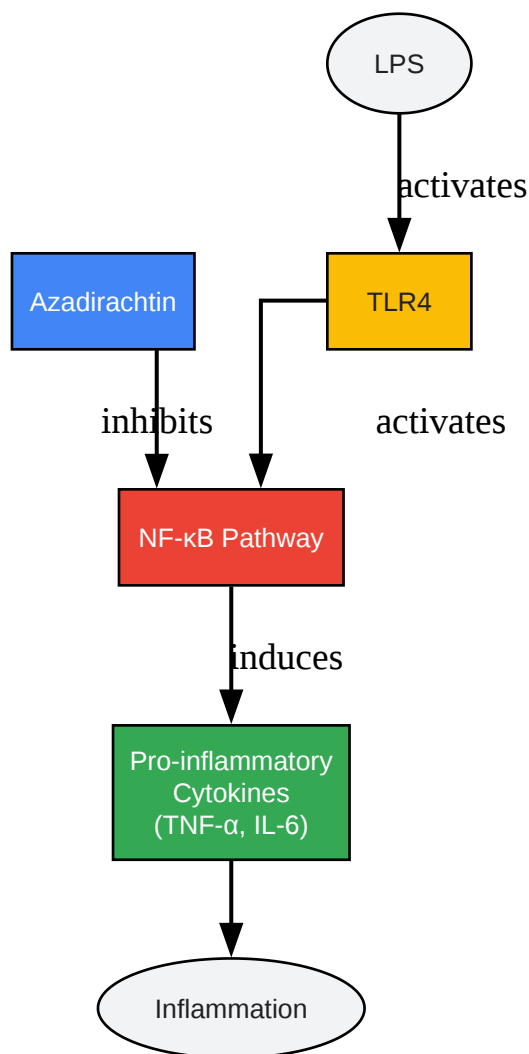 LPS
activates
Azadirachtin
TLR4
inhibits
activates
NF-κB Pathway
induces
Pro-inflammatory
Cytokines
(TNF-α, IL-6)
Inflammation